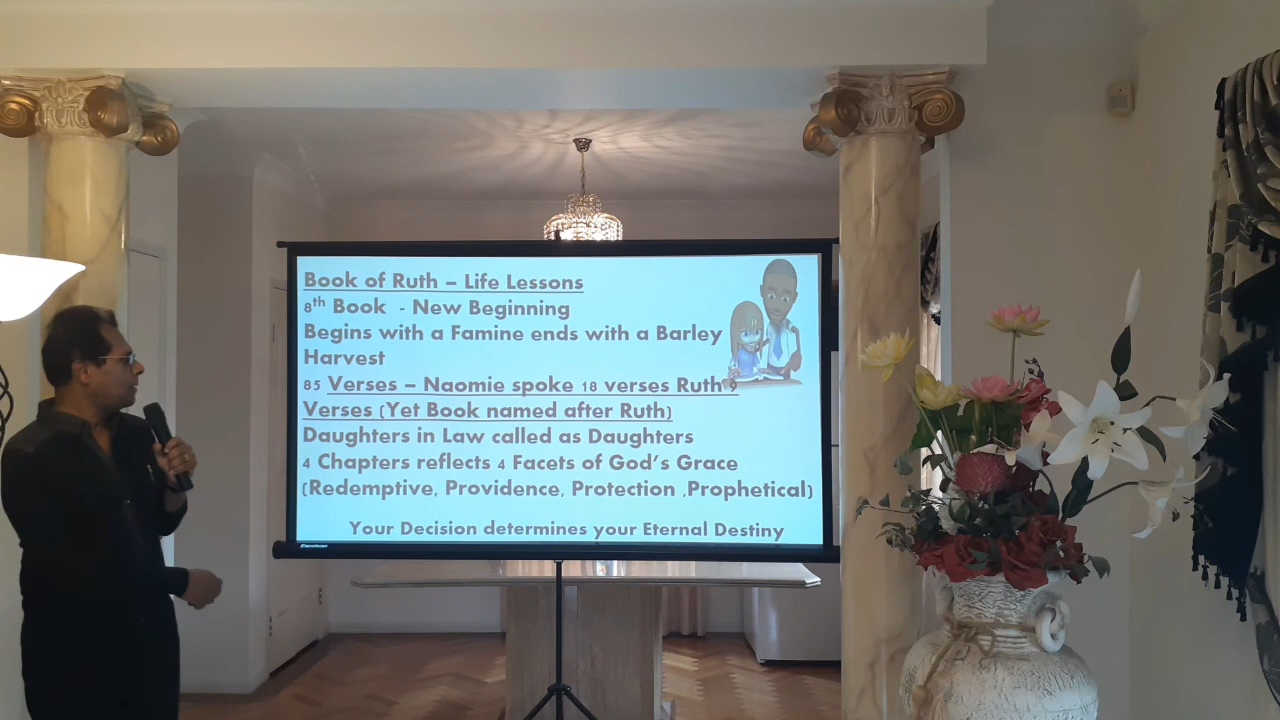 Book of Ruth – Life Lessons
8th Book - New Beginning
Begins with a Famine ends with a Barley
Harvest
85 Verses – Naomie spoke 18 verses Ruth 9
Verses (Yet Book named after Ruth)
Daughters in Law called as Daughters
4 Chapters reflects 4 Facets of God's Grace
(Redemptive, Providence, Protection ,Prophetical)
Your Decision determines your Eternal Destiny